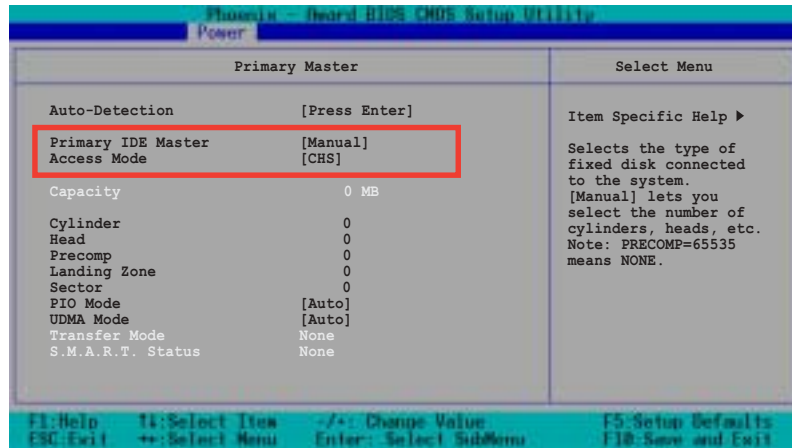 Phoenix - Award BIOS CMOS Setup Utility
Power
Primary Master
Select Menu
Auto-Detection [Press Enter]
Primary IDE Master [Manual]
Access Mode [CHS]
Capacity 0 MB
Cylinder 0
Head 0
Precomp 0
Landing Zone 0
Sector 0
PIO Mode [Auto]
UDMA Mode [Auto]
Transfer Mode None
S.M.A.R.T. Status None
Item Specific Help ▶
Selects the type of
fixed disk connected
to the system.
[Manual] lets you
select the number of
cylinders, heads, etc.
Note: PRECOMP=65535
means NONE.
F1:Help ↑↓:Select Item -/+: Change Value F5:Setup Defaults
ESC:Exit ↔:Select Menu Enter: Select SubMenu F10:Save and Exit